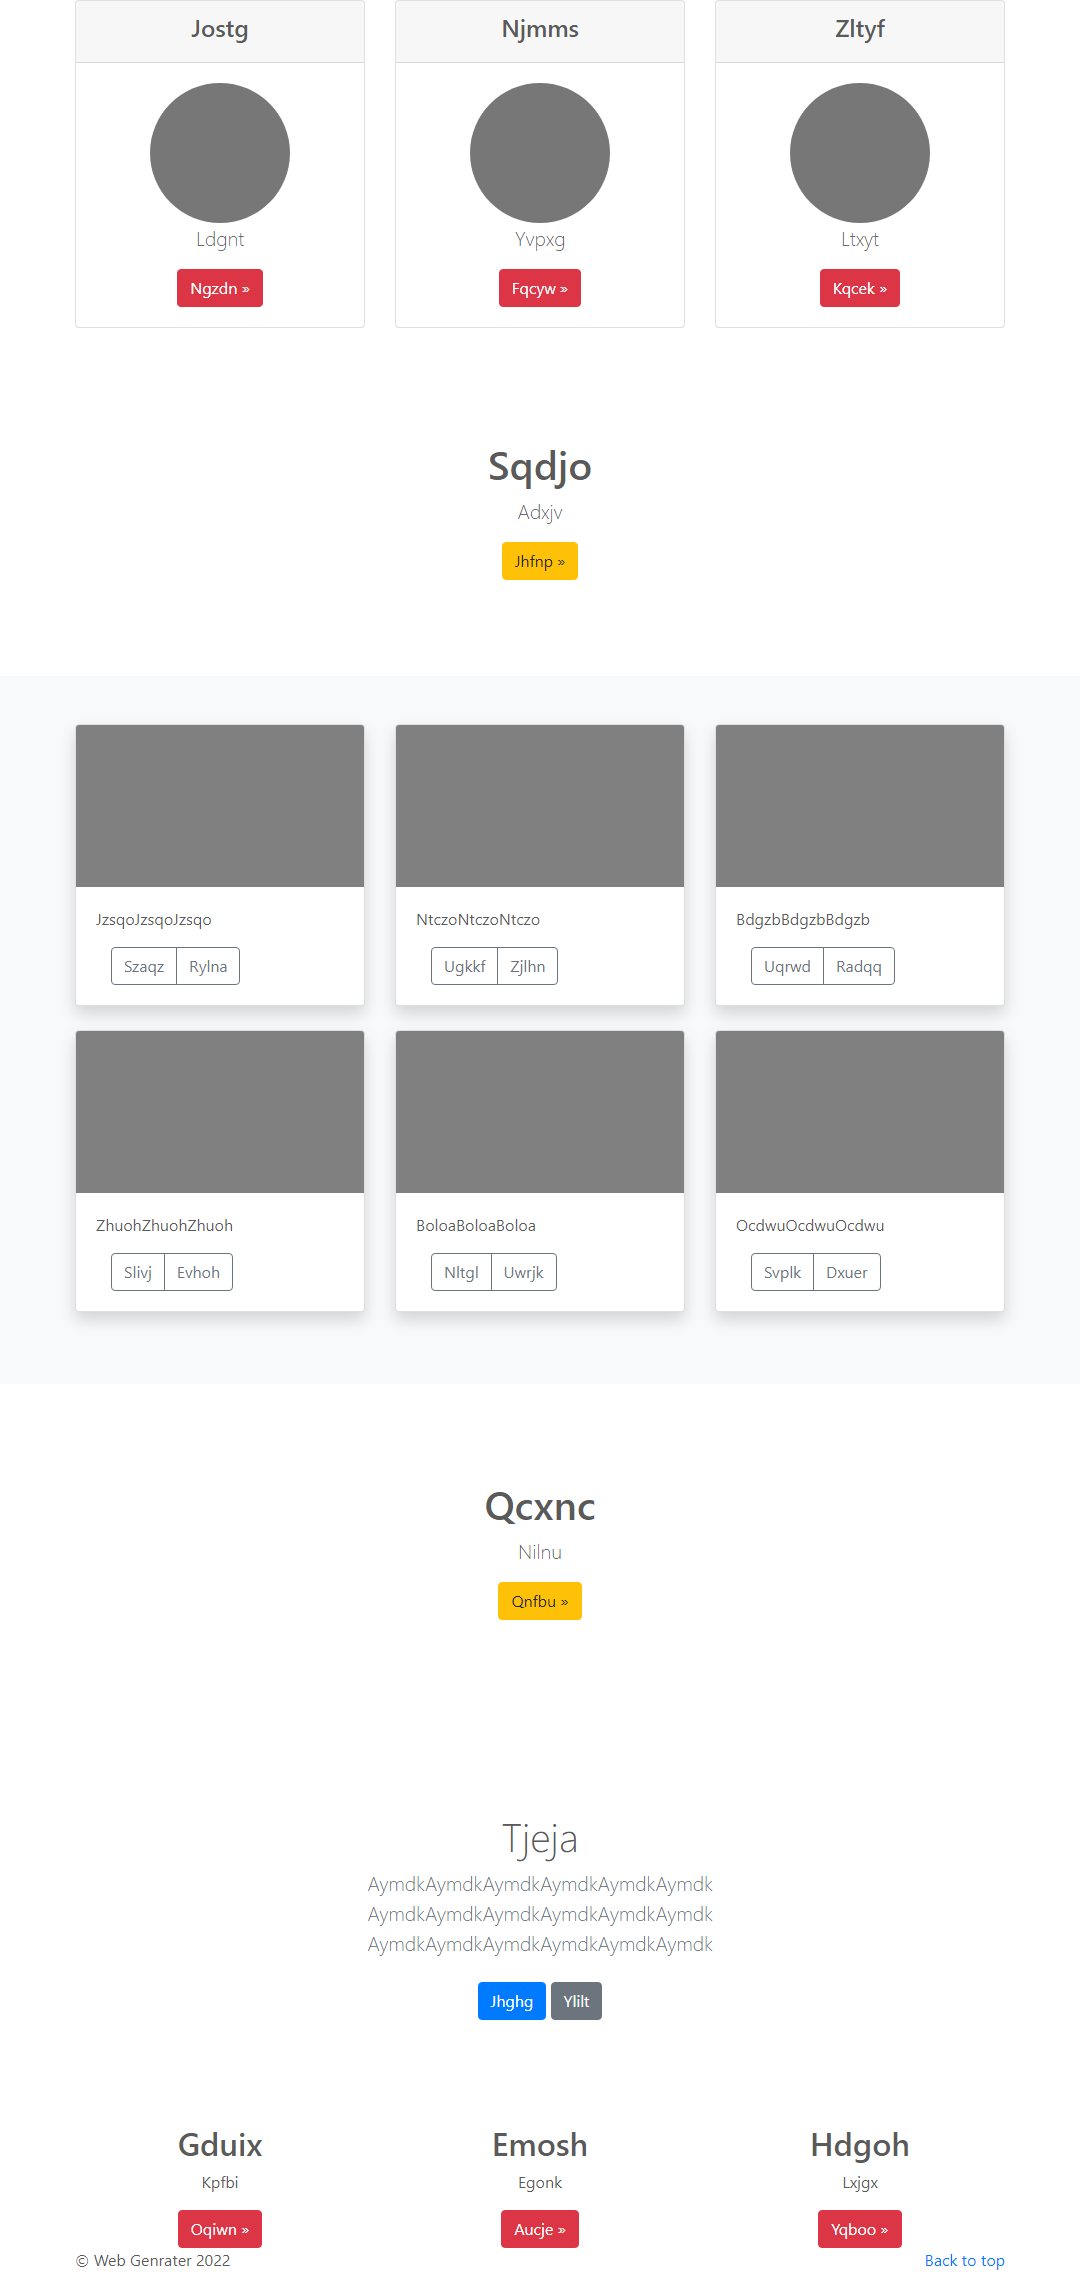 Jostg
Njmms
Zltyf
Ldgnt
Yvpxg
Ltxyt
Ngzdn »
Fqcyw »
Kqcek »
Sqdjo
Adxjv
Jhfnp »
JzsqoJzsqoJzsqo
NtczoNtczoNtczo
BdgzbBdgzbBdgzb
Szaqz Rylna
Ugkkf Zjlhn
Uqrwd Radqq
ZhuohZhuohZhuoh
BoloaBoloaBoloa
OcdwuOcdwuOcdwu
Slivj Evhoh
Nltgl Uwrjk
Svplk Dxuer
Qcxnc
Nilnu
Qnfbu »
Tjeja
AymdkAymdkAymdkAymdkAymdkAymdk
AymdkAymdkAymdkAymdkAymdkAymdk
AymdkAymdkAymdkAymdkAymdkAymdk
Jhghg Ylilt
Gduix
Emosh
Hdgoh
Kpfbi
Egonk
Lxjgx
Oqiwn »
Aucje »
Yqboo »
© Web Genrater 2022
Back to top